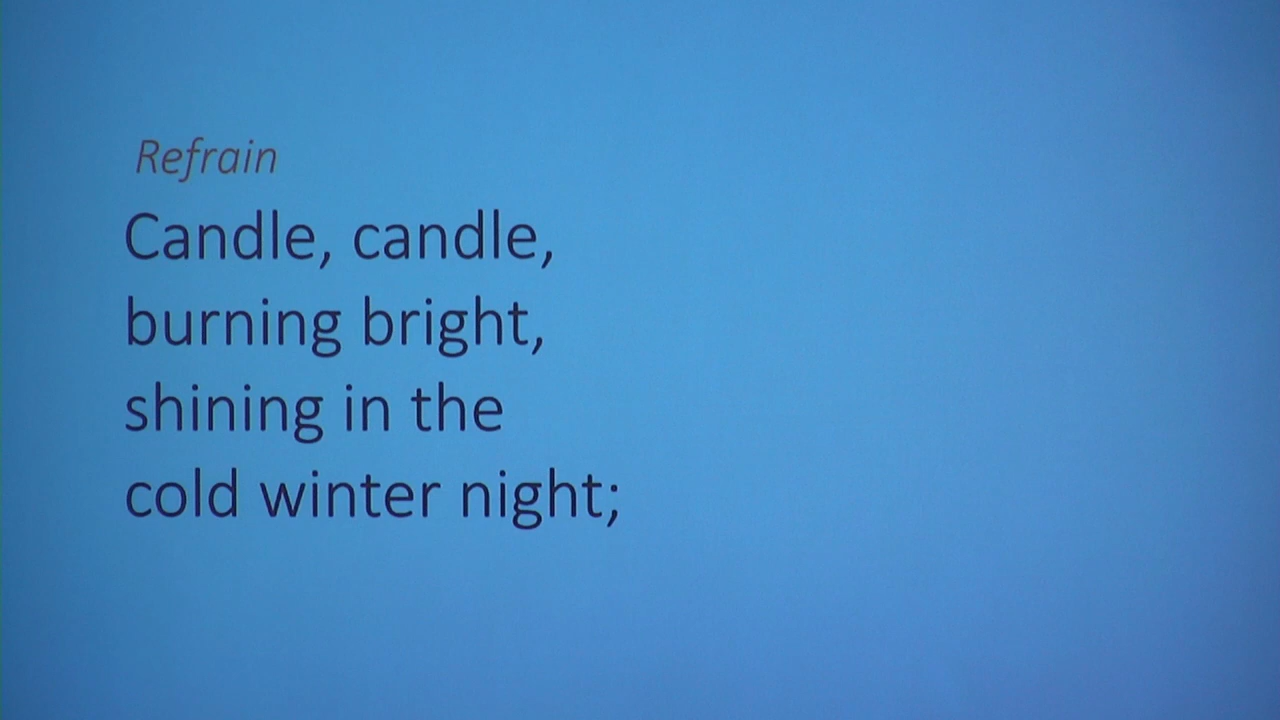 Refrain
Candle, candle,
burning bright,
shining in the
cold winter night;